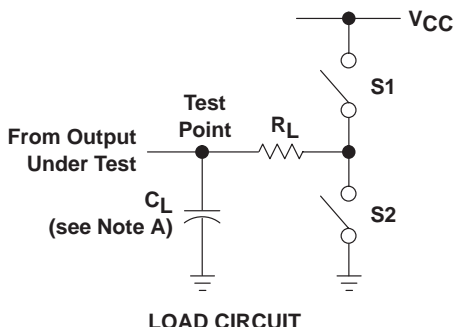 VCC
S1
Test
Point
RL
From Output
Under Test
CL
(see Note A)
S2
LOAD CIRCUIT